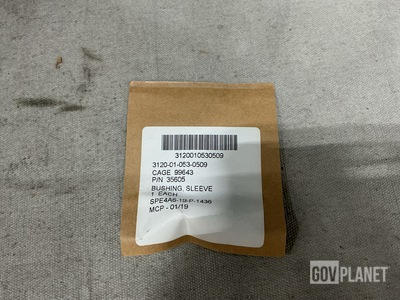 3120010530509
3120-01-053-0509
CAGE 99643
P/N 35605
BUSHING, SLEEVE
1 EACH
SPE4A6-19-P-1436
MCP - 01/19
GOVPLANET